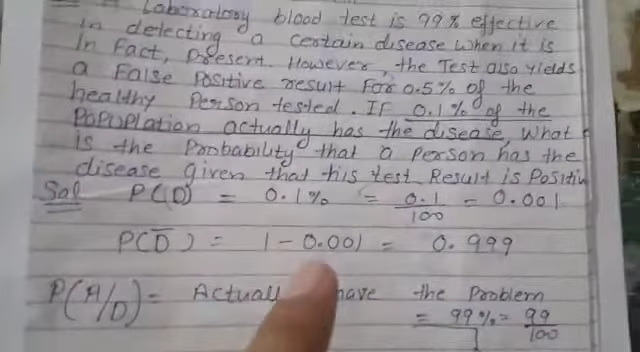 Laboratory blood test is 99% effective
in detecting a certain disease when it is
In Fact, Present. However, the Test also yields
a False Positive result For 0.5% of the
healthy Person tested. IF 0.1% of the
Population actually has the disease, What
is the Probability that a Person has the
disease given that his test Result is Positiv
Sol P(D) = 0.1% = 0.1/100 = 0.001
P(D̅) = 1 - 0.001 = 0.999
P(A/D) = Actuall have the Problem
= 99% = 99/100